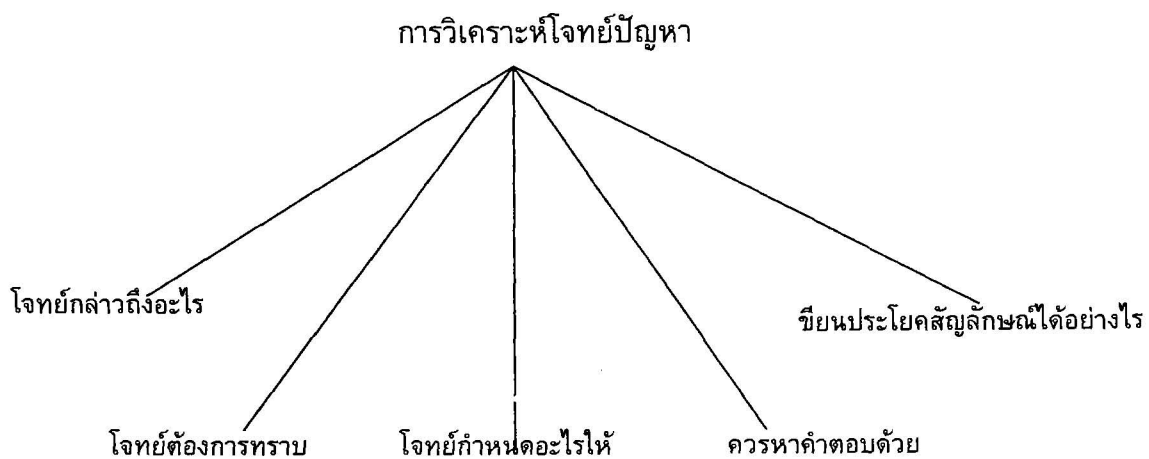 การวิเคราะห์โจทย์ปัญหา
โจทย์กล่าวถึงอะไร
ขียนประโยคสัญลักษณ์ได้อย่างไร
โจทย์ต้องการทราบ
โจทย์กำหนดอะไรให้
ควรหาคำตอบด้วย